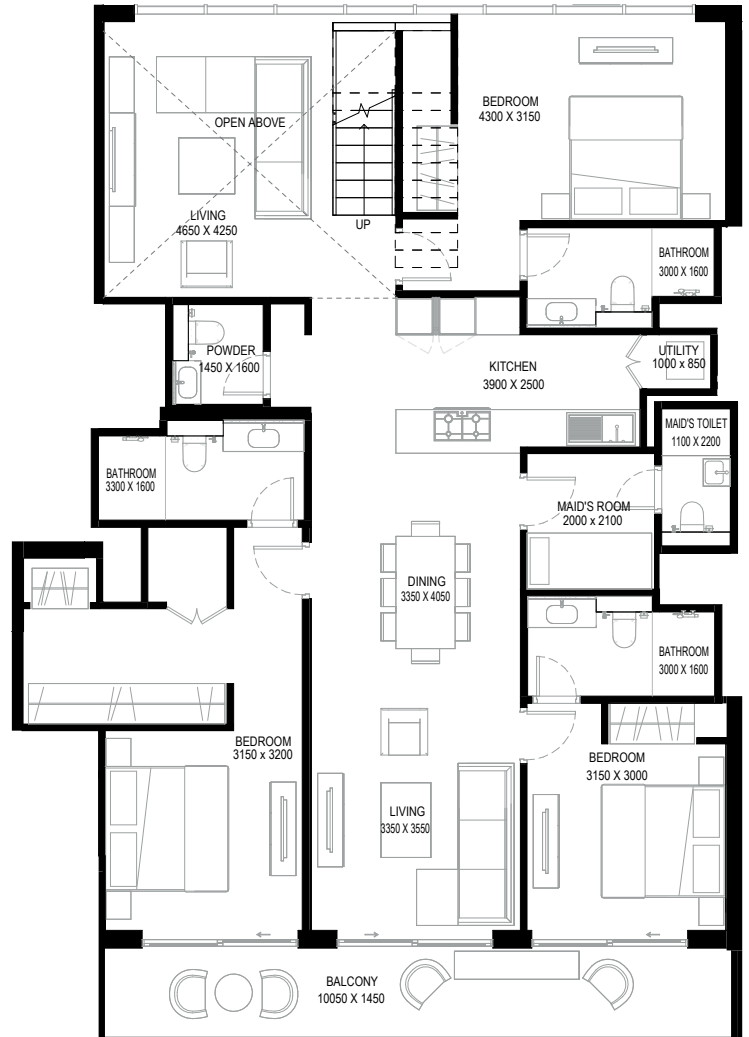 OPEN ABOVE
LIVING
4650 X 4250
UP
BEDROOM
4300 X 3150
BATHROOM
3000 X 1600
POWDER
1450 X 1600
KITCHEN
3900 X 2500
UTILITY
1000 x 850
MAID'S TOILET
1100 X 2200
BATHROOM
3300 X 1600
MAID'S ROOM
2000 x 2100
DINING
3350 X 4050
BATHROOM
3000 X 1600
BEDROOM
3150 x 3200
BEDROOM
3150 X 3000
LIVING
3350 X 3550
BALCONY
10050 X 1450